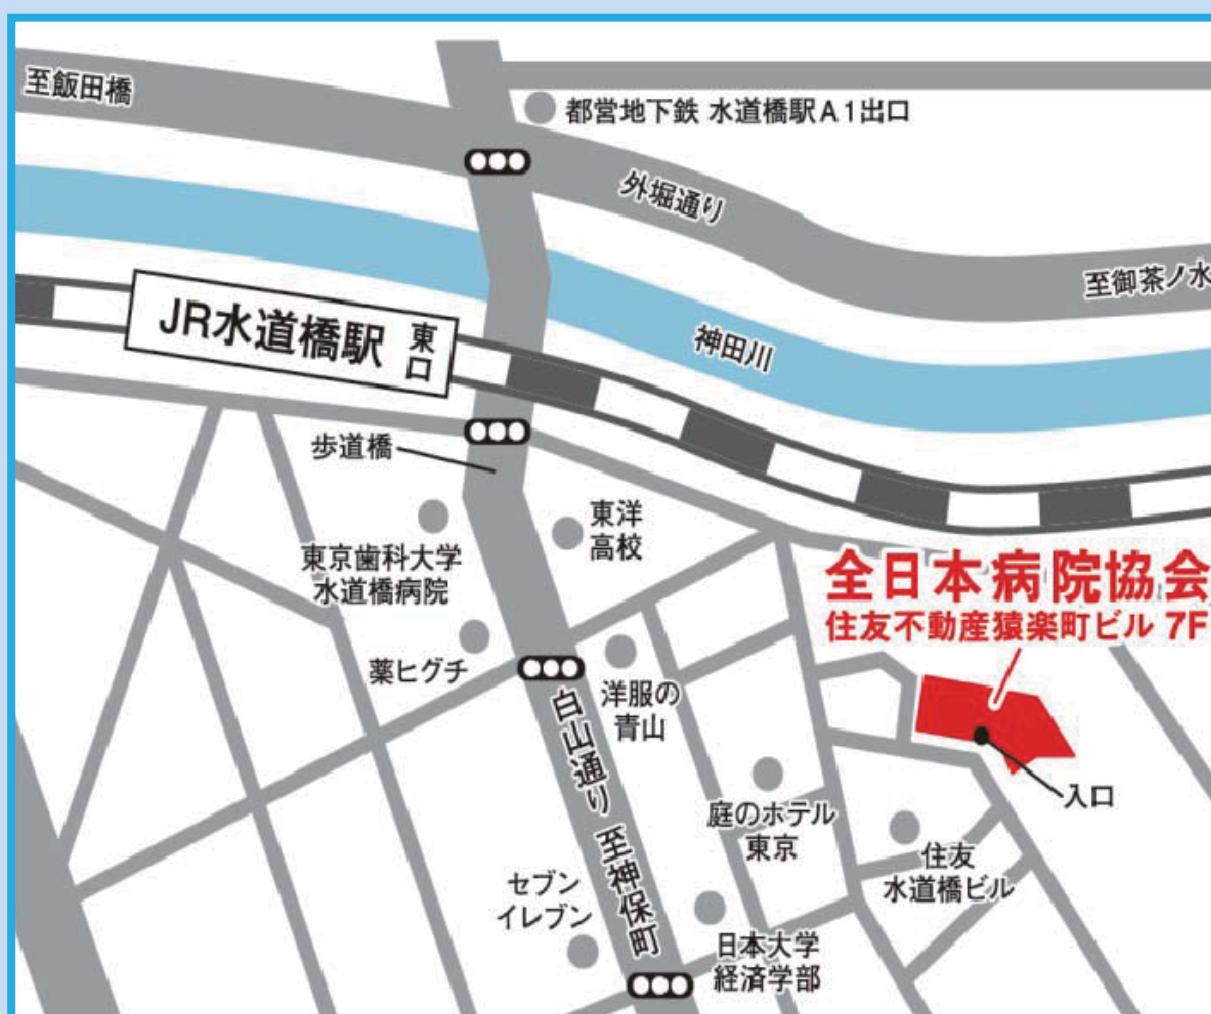 至飯田橋
都営地下鉄 水道橋駅A1出口
外堀通り
至御茶ノ水
JR水道橋駅 東口
神田川
歩道橋
東洋
高校
東京歯科大学
水道橋病院
全日本病院協会
住友不動産猿楽町ビル 7F
薬ヒグチ
洋服の
青山
白山通り 至神保町
入口
庭のホテル
東京
住友
水道橋ビル
セブン
イレブン
日本大学
経済学部